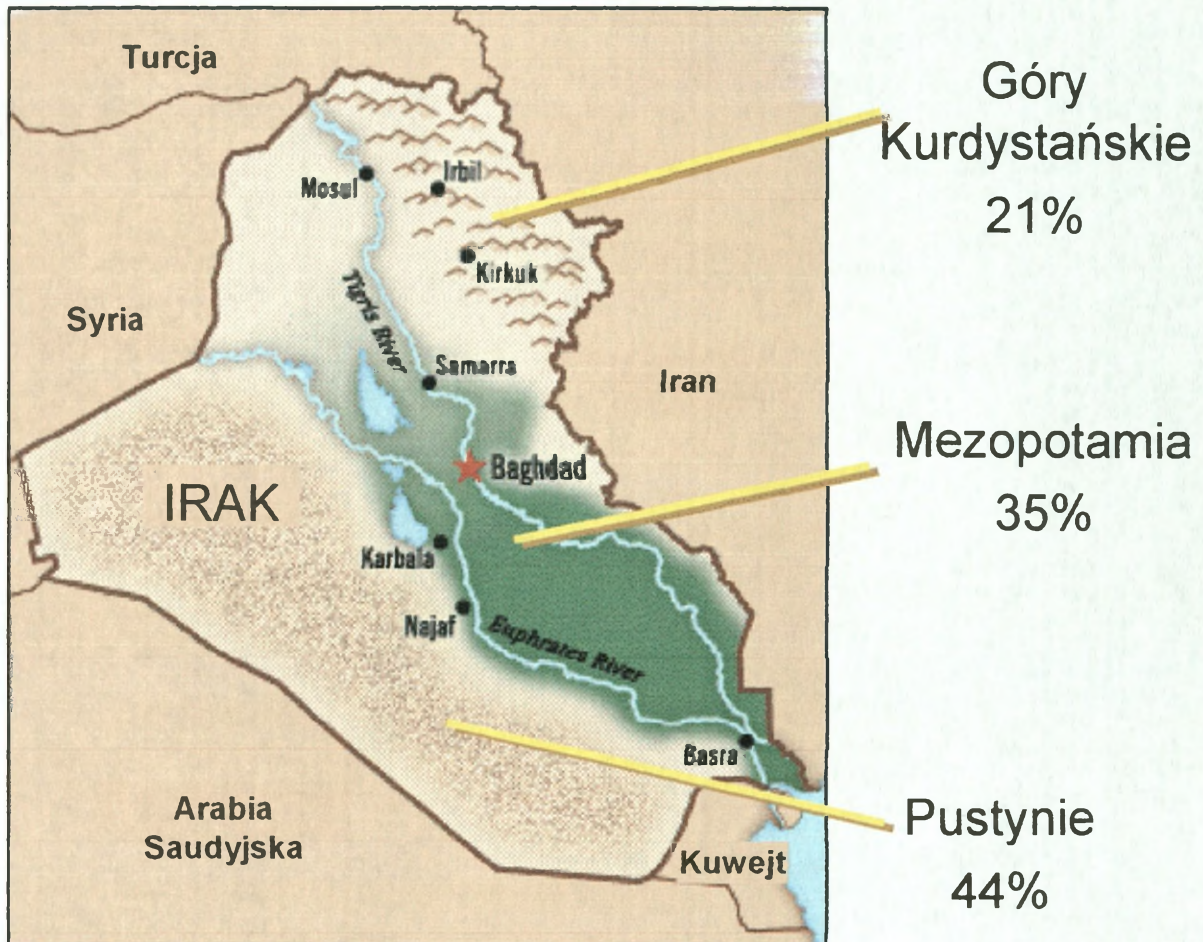 Turcja
Góry
Kurdystańskie
21%
Mosul
Irbil
Kirkuk
Tigris River
Syria
Samarra
Iran
Mezopotamia
35%
Baghdad
IRAK
Karbala
Najaf
Euphrates River
Basra
Arabia
Saudyjska
Kuwejt
Pustynie
44%